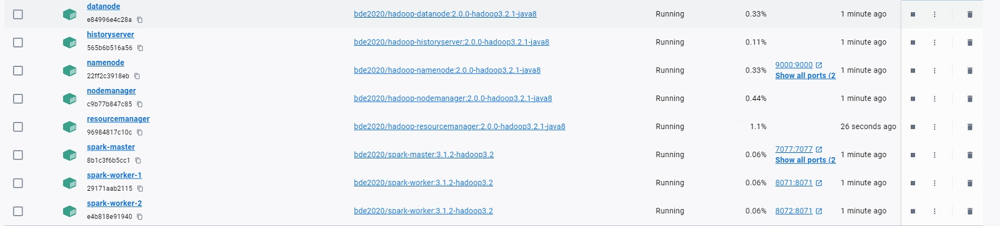 datanode
e84996e4c28a
bde2020/hadoop-datanode:2.0.0-hadoop3.2.1-java8 Running 0.33% 1 minute ago
historyserver
565b6b516a56
bde2020/hadoop-historyserver:2.0.0-hadoop3.2.1-java8 Running 0.11% 1 minute ago
namenode
22ff2c3918eb
bde2020/hadoop-namenode:2.0.0-hadoop3.2.1-java8 Running 0.33% 9000:9000 1 minute ago
Show all ports (2
nodemanager
c9b77b847c85
bde2020/hadoop-nodemanager:2.0.0-hadoop3.2.1-java8 Running 0.44% 1 minute ago
resourcemanager
96984817c10c
bde2020/hadoop-resourcemanager:2.0.0-hadoop3.2.1-java8 Running 1.1% 26 seconds ago
spark-master
8b1c3f6b5cc1
bde2020/spark-master:3.1.2-hadoop3.2 Running 0.06% 7077:7077 1 minute ago
Show all ports (2
spark-worker-1
29171aab2115
bde2020/spark-worker:3.1.2-hadoop3.2 Running 0.06% 8071:8071 1 minute ago
spark-worker-2
e4b818e91940
bde2020/spark-worker:3.1.2-hadoop3.2 Running 0.06% 8072:8071 1 minute ago